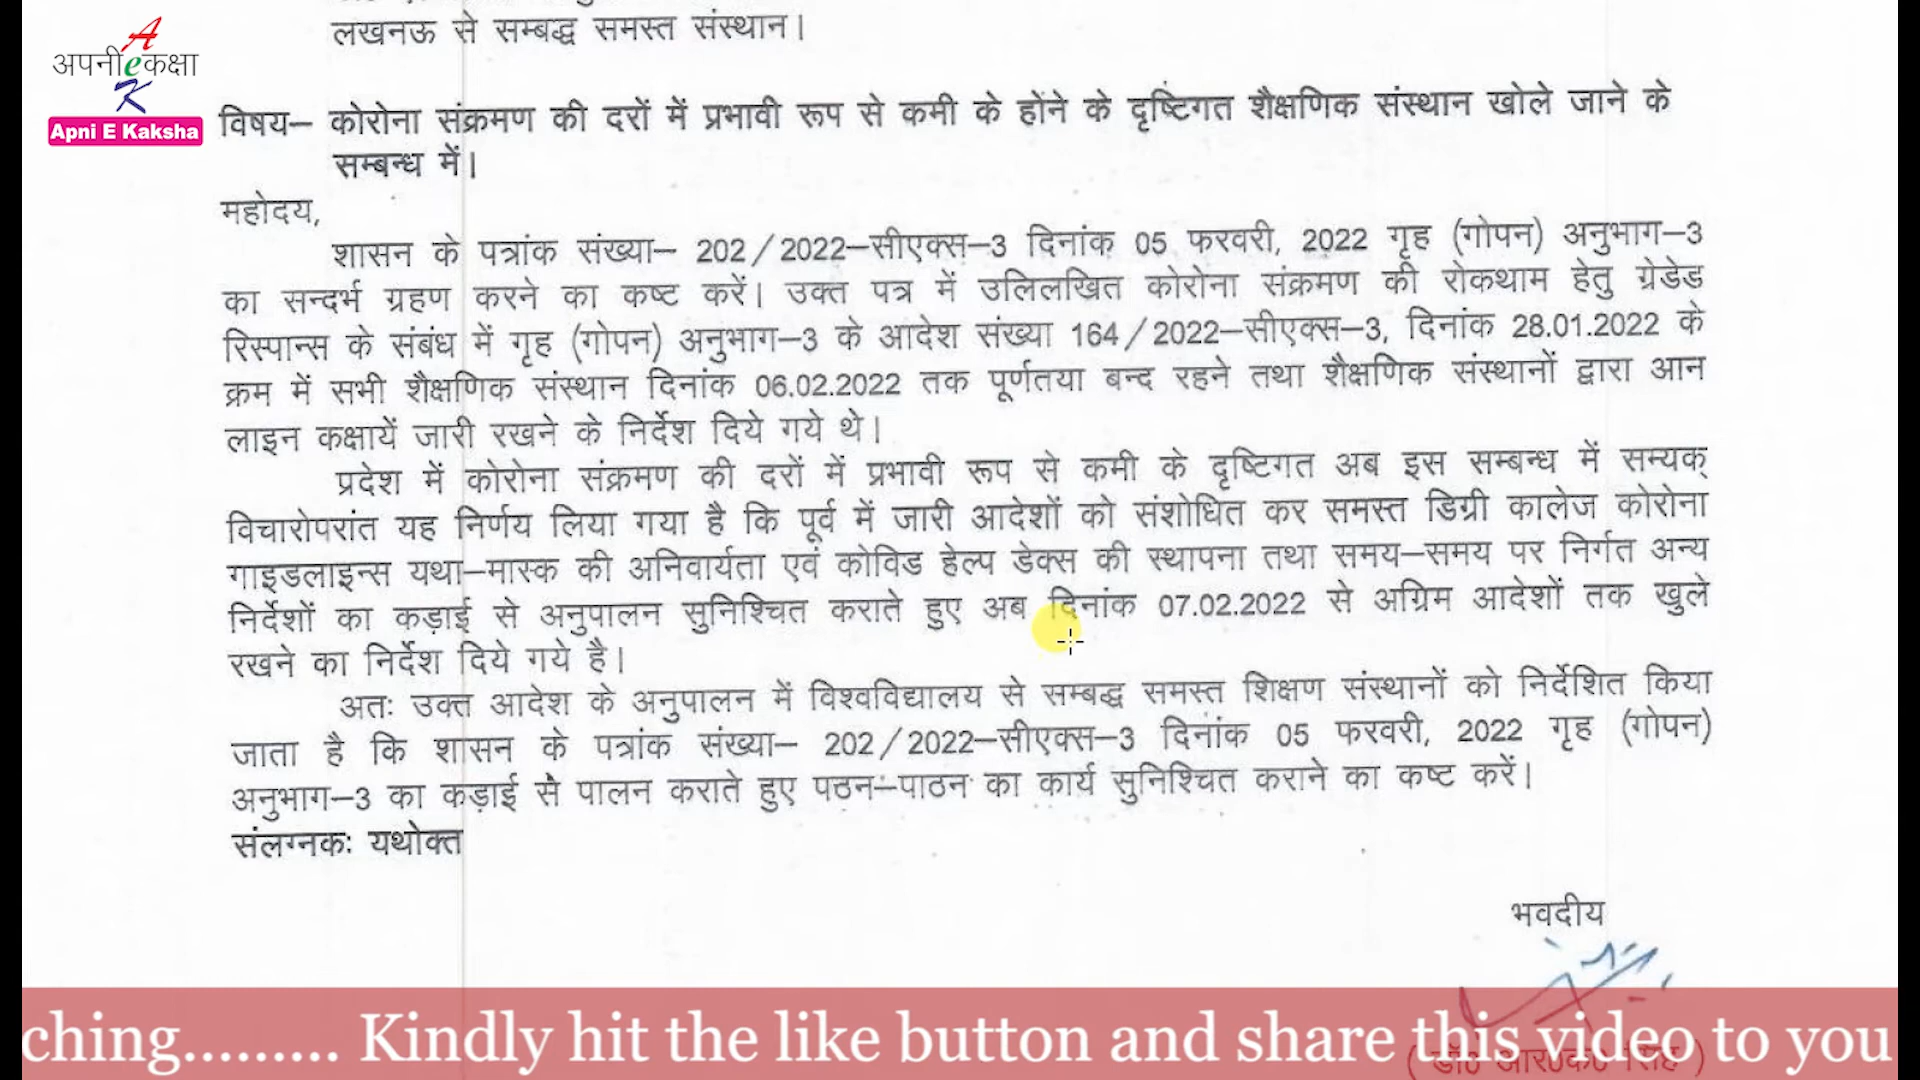 लखनऊ से सम्बद्ध समस्त संस्थान।
A
अपनी e कक्षा
K
Apni E Kaksha
विषय– कोरोना संक्रमण की दरों में प्रभावी रूप से कमी के होंने के दृष्टिगत शैक्षणिक संस्थान खोले जाने के
सम्बन्ध में।
महोदय,
शासन के पत्रांक संख्या– 202/2022–सीएक्स–3 दिनांक 05 फरवरी, 2022 गृह (गोपन) अनुभाग–3
का सन्दर्भ ग्रहण करने का कष्ट करें। उक्त पत्र में उलिलखित कोरोना संक्रमण की रोकथाम हेतु ग्रेडेड
रिस्पान्स के संबंध में गृह (गोपन) अनुभाग–3 के आदेश संख्या 164/2022–सीएक्स–3, दिनांक 28.01.2022 के
क्रम में सभी शैक्षणिक संस्थान दिनांक 06.02.2022 तक पूर्णतया बन्द रहने तथा शैक्षणिक संस्थानों द्वारा आन
लाइन कक्षायें जारी रखने के निर्देश दिये गये थे।
प्रदेश में कोरोना संक्रमण की दरों में प्रभावी रूप से कमी के दृष्टिगत अब इस सम्बन्ध में सम्यक्
विचारोपरांत यह निर्णय लिया गया है कि पूर्व में जारी आदेशों को संशोधित कर समस्त डिग्री कालेज कोरोना
गाइडलाइन्स यथा–मास्क की अनिवार्यता एवं कोविड हेल्प डेक्स की स्थापना तथा समय–समय पर निर्गत अन्य
निर्देशों का कड़ाई से अनुपालन सुनिश्चित कराते हुए अब दिनांक 07.02.2022 से अग्रिम आदेशों तक खुले
रखने का निर्देश दिये गये है।
अतः उक्त आदेश के अनुपालन में विश्वविद्यालय से सम्बद्ध समस्त शिक्षण संस्थानों को निर्देशित किया
जाता है कि शासन के पत्रांक संख्या– 202/2022–सीएक्स–3 दिनांक 05 फरवरी, 2022 गृह (गोपन)
अनुभाग–3 का कड़ाई से पालन कराते हुए पठन–पाठन का कार्य सुनिश्चित कराने का कष्ट करें।
संलग्नकः यथोक्त
भवदीय
ching......... Kindly hit the like button and share this video to you
( डॉ0 आर0के0 सिंह )